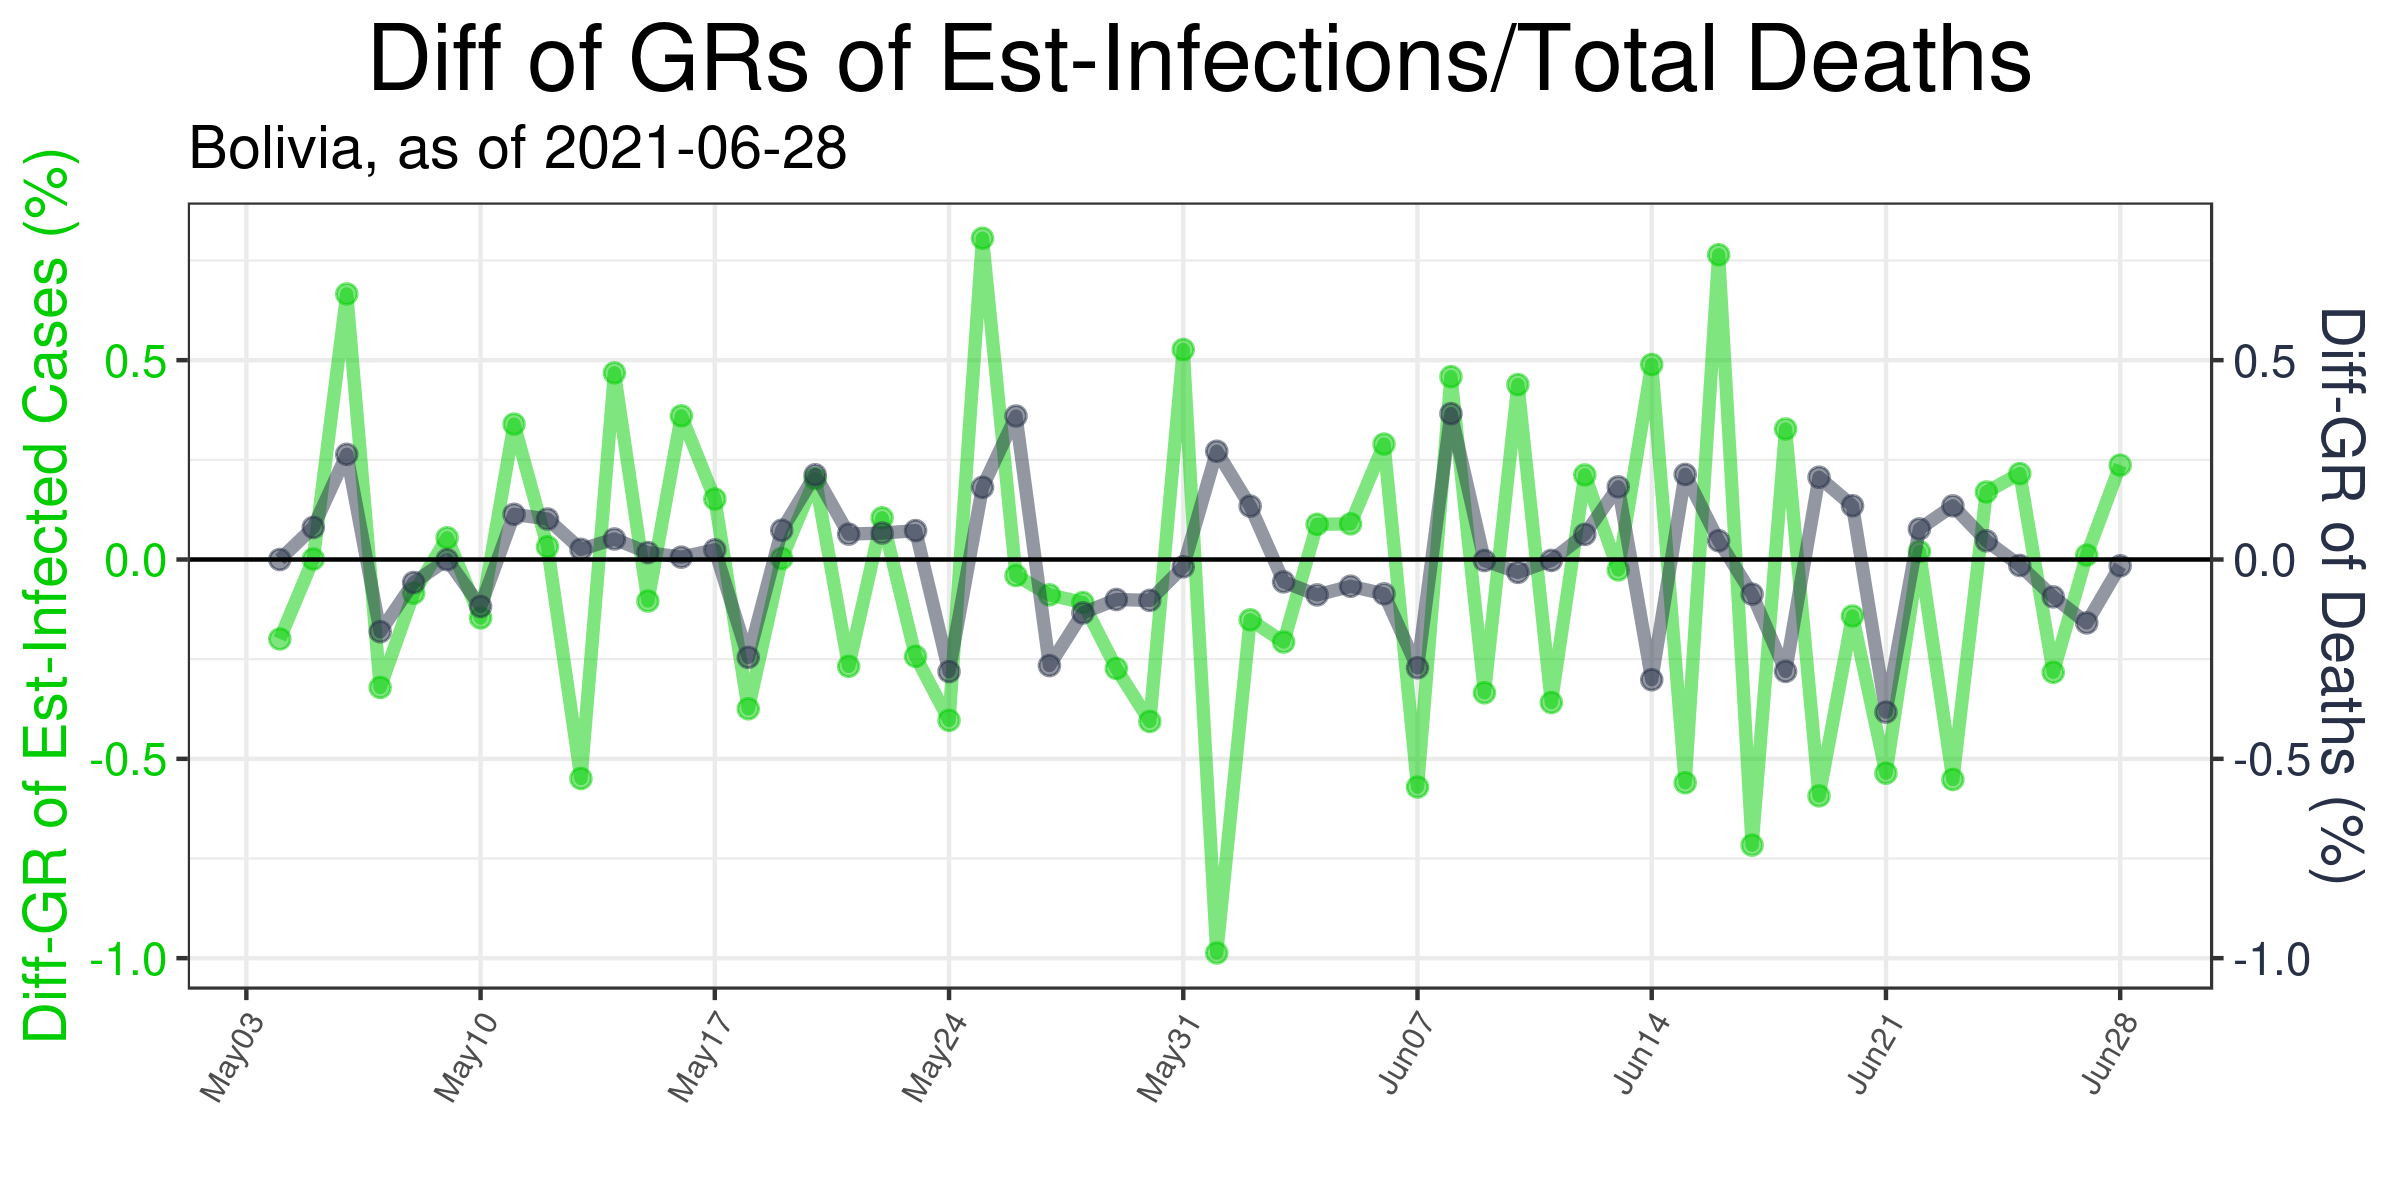 Diff of GRs of Est-Infections/Total Deaths
Bolivia, as of 2021-06-28
Diff-GR of Est-Infected Cases (%)
0.5
0.0
-0.5
-1.0
0.5
0.0
-0.5
-1.0
Diff-GR of Deaths (%)
May03
May10
May17
May24
May31
Jun07
Jun14
Jun21
Jun28